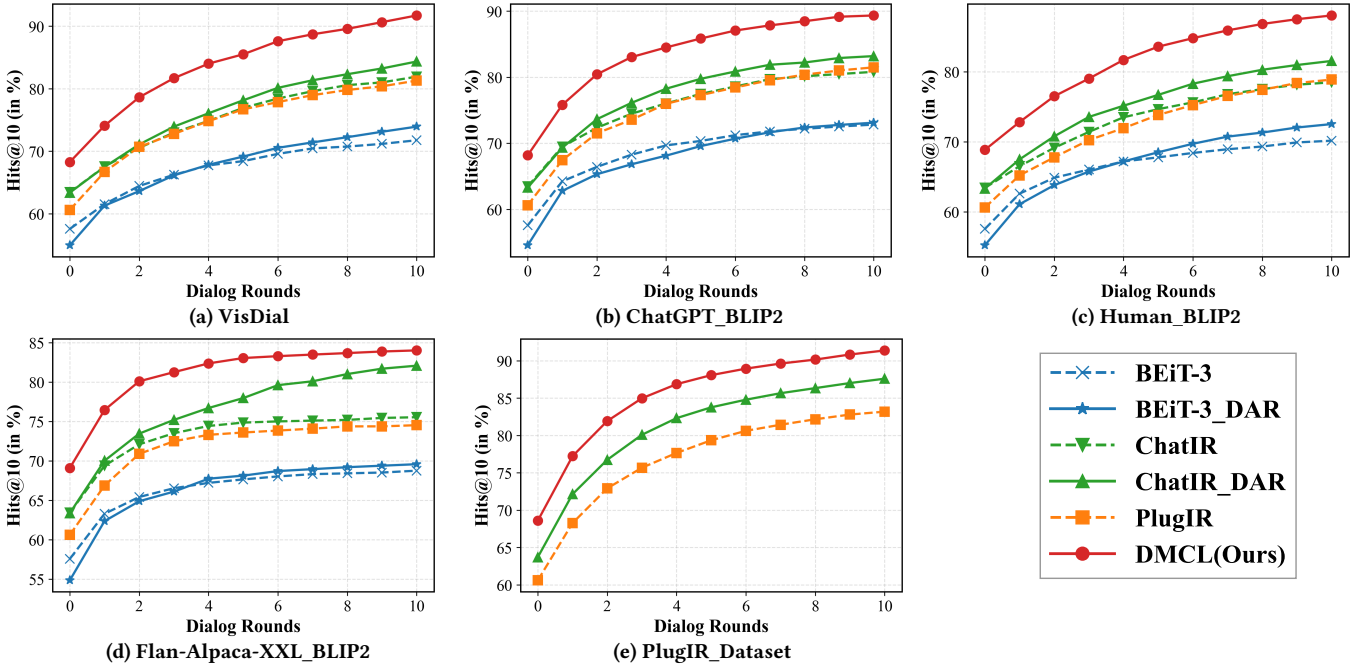 90
80
70
60
Hits@10 (in %)
0 2 4 6 8 10
Dialog Rounds
(a) VisDial
90
80
70
60
Hits@10 (in %)
0 2 4 6 8 10
Dialog Rounds
(b) ChatGPT_BLIP2
80
70
60
Hits@10 (in %)
0 2 4 6 8 10
Dialog Rounds
(c) Human_BLIP2
85
80
75
70
65
60
55
Hits@10 (in %)
0 2 4 6 8 10
Dialog Rounds
(d) Flan-Alpaca-XXL_BLIP2
90
85
80
75
70
65
60
Hits@10 (in %)
0 2 4 6 8 10
Dialog Rounds
(e) PlugIR_Dataset
BEiT-3
BEiT-3_DAR
ChatIR
ChatIR_DAR
PlugIR
DMCL(Ours)